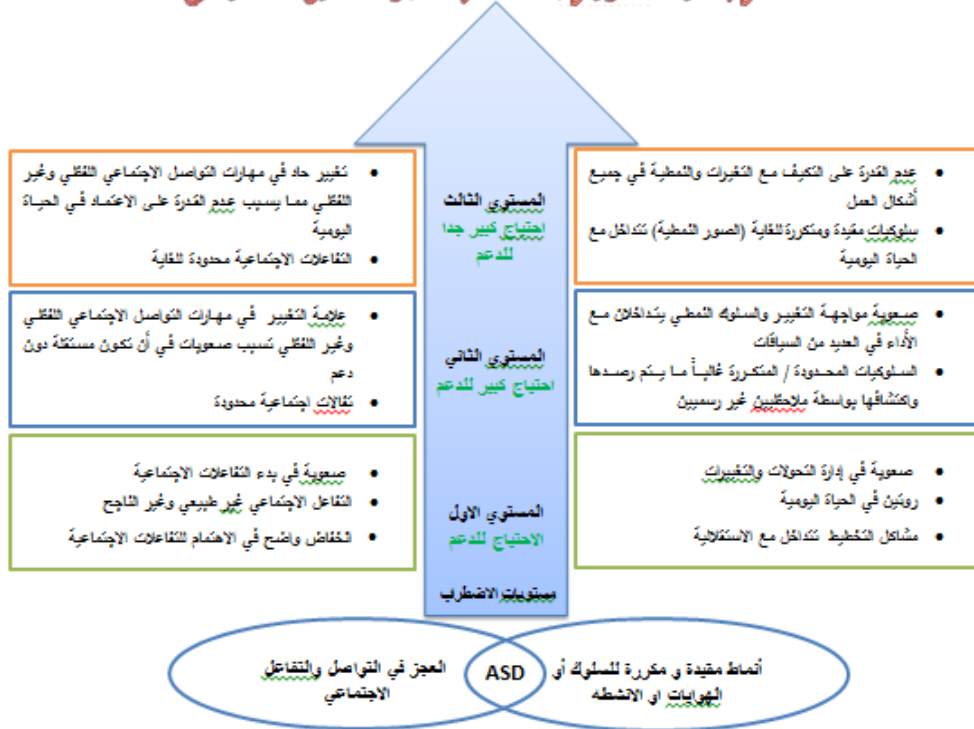 عدم القدرة على التكيف مع التغيرات والنمطية في جميع
أشكال العمل
سلوكيات مقيدة ومتكررة للغاية (الصور النمطية) تتداخل مع
الحياة اليومية
المستوي الثالث
احتياج كبير جدا
للدعم
تغيير حاد في مهارات التواصل الاجتماعي اللفظي وغير
اللفظي مما يسبب عدم القدرة على الاعتماد في الحياة
اليومية
التفاعلات الاجتماعية محدودة للغاية
صعوبة مواجهة التغيير والسلوك النمطي يتداخلان مع
الأداء في العديد من السياقات
السلوكيات المحدودة / المتكررة غالباً ما يتم رصدها
واكتشافها بواسطة ملاحظين غير رسميين
المستوي الثاني
احتياج كبير للدعم
علامة التغيير في مهارات التواصل الاجتماعي اللفظي
وغير اللفظي تسبب صعوبات في أن تكون مستقلة دون
دعم
تفالات اجتماعية محدودة
صعوبة في إدارة التحولات والتغييرات
روتين في الحياة اليومية
مشاكل التخطيط تتداخل مع الاستقلالية
المستوي الاول
الاحتياج للدعم
صعوبة في بدء التفاعلات الاجتماعية
التفاعل الاجتماعي غير طبيعي وغير الناجح
انخفاض واضح في الاهتمام للتفاعلات الاجتماعية
مستويات الاضطراب
أنماط مقيدة و مكررة للسلوك أو
الهوايات او الانشطه
ASD
العجز في التواصل والتفاعل
الاجتماعي